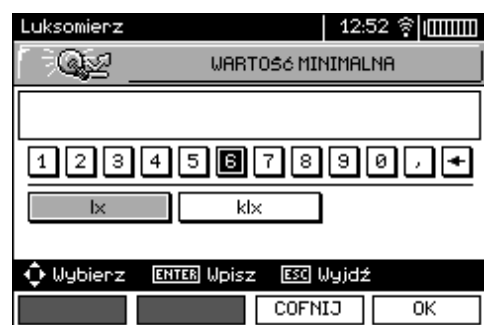 Luksomierz 12:52
WARTOŚĆ MINIMALNA
1 2 3 4 5 6 7 8 9 0 ,
lx klx
Wybierz ENTER Wpisz ESC Wyjdź
COFNIJ OK